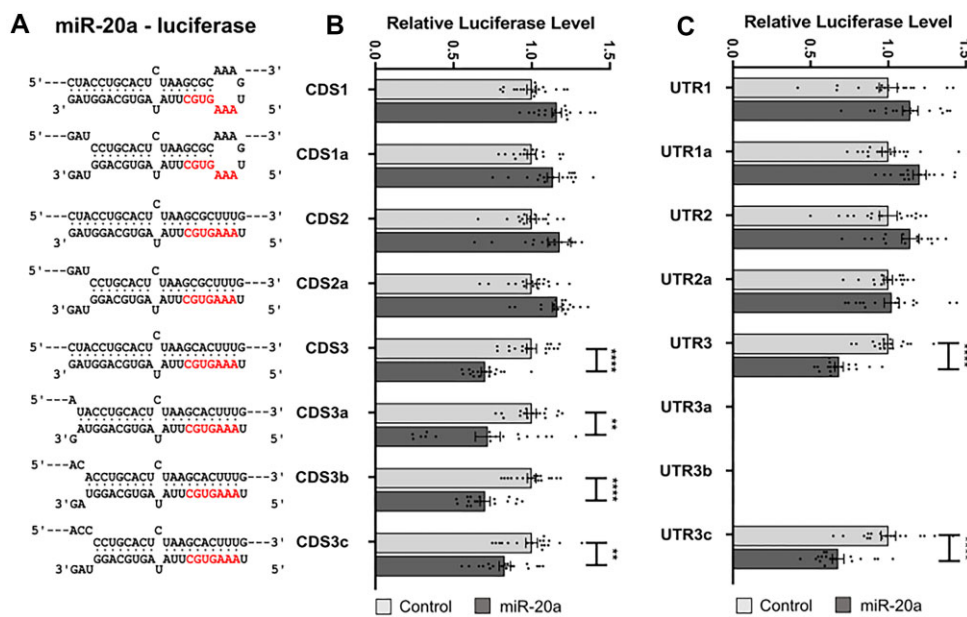 A miR-20a - luciferase
C AAA ---3'
5' --- CUACCUGCACU UAAGCGC G
GAUGGACGUGA AUUCGUG U
3' U AAA 5'
5'---GAU C AAA ---3'
CCUGCACU UAAGCGC G
GGACGUGA AUUCGUG U
3'GAU U AAA 5'
C
5'--- CUACCUGCACU UAAGCGCUUUG---3'
GAUGGACGUGA AUUCGUGAAAU
3' U 5'
5'---GAU C
CCUGCACU UAAGCGCUUUG---3'
GGACGUGA AUUCGUGAAAU
3'GAU U 5'
C
5'--- CUACCUGCACU UAAGCACUUUG---3'
GAUGGACGUGA AUUCGUGAAAU
3' U 5'
5'---A C
UACCUGCACU UAAGCACUUUG---3'
AUGGACGUGA AUUCGUGAAAU
3'G U 5'
5'---AC C
ACCUGCACU UAAGCACUUUG---3'
UGGACGUGA AUUCGUGAAAU
3'GA U 5'
5'---ACC C
CCUGCACU UAAGCACUUUG---3'
GGACGUGA AUUCGUGAAAU
3'GAU U 5'
B Relative Luciferase Level
0.0 0.5 1.0 1.5
CDS1
CDS1a
CDS2
CDS2a
CDS3 ****
CDS3a **
CDS3b ****
CDS3c **
Control miR-20a
C Relative Luciferase Level
0.0 0.5 1.0 1.5
UTR1
UTR1a
UTR2
UTR2a
UTR3
UTR3a
UTR3b
UTR3c
Control miR-20a